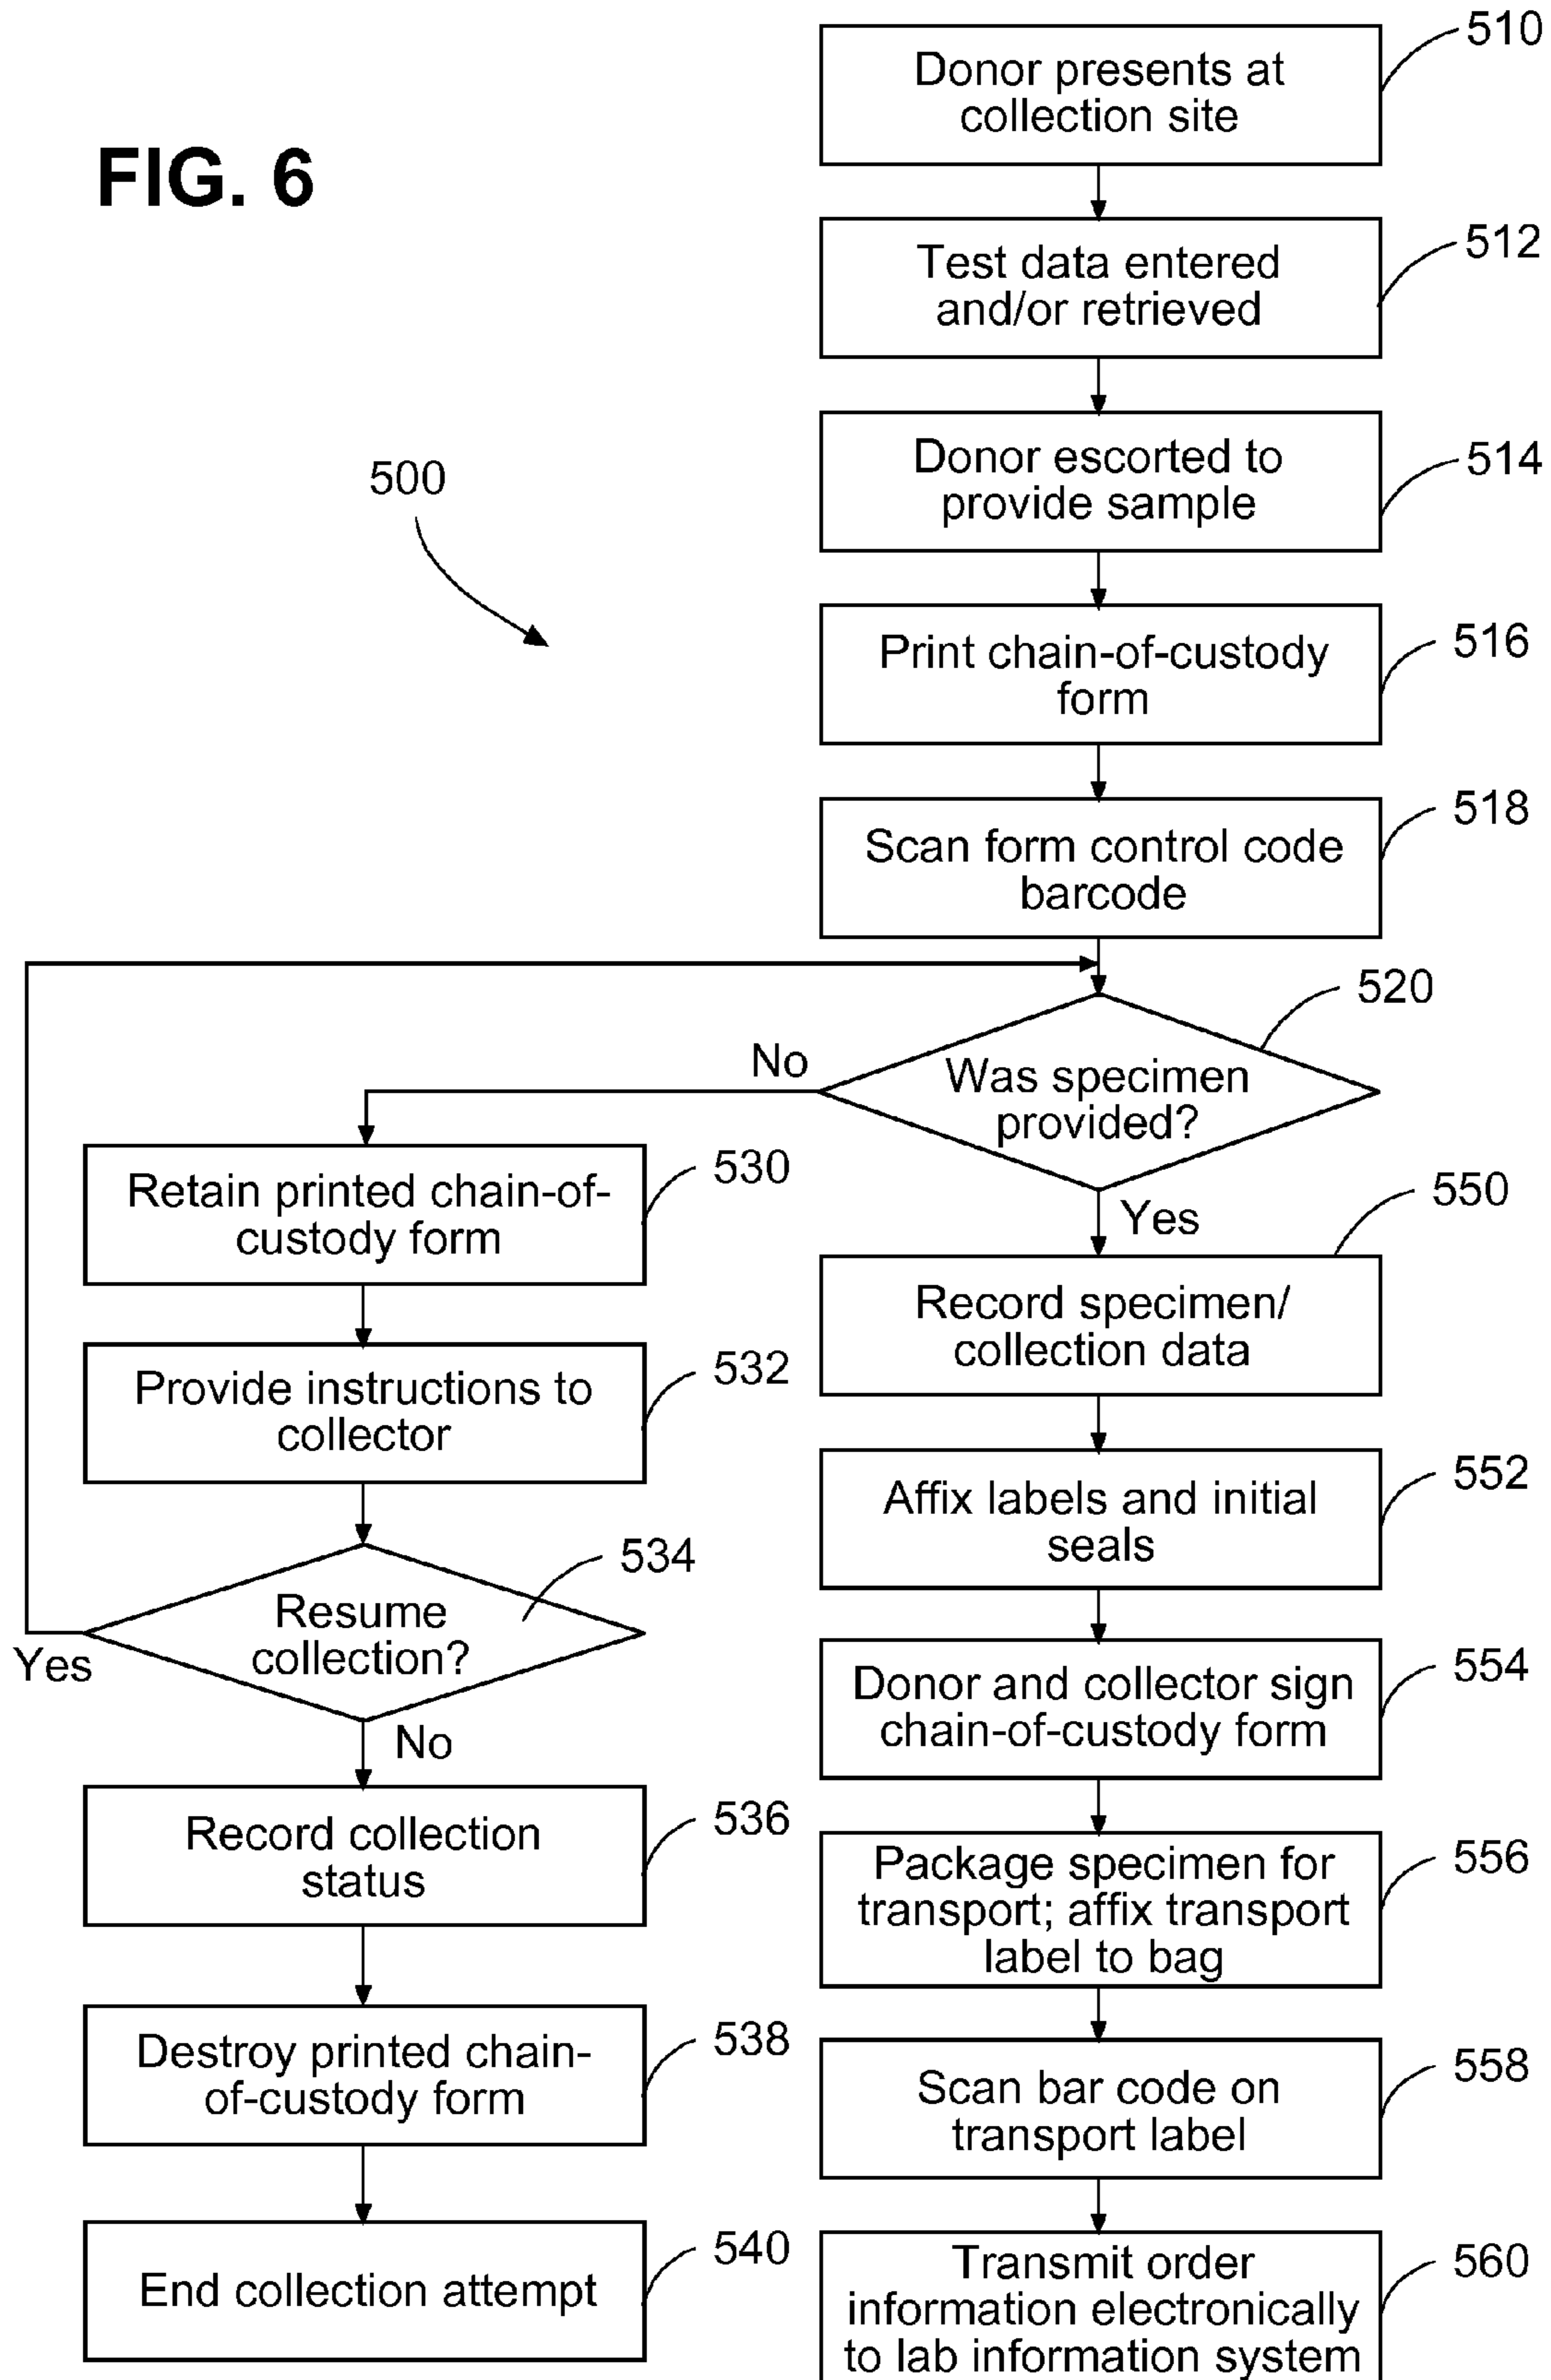 FIG. 6
500
Donor presents at
collection site
510
Test data entered
and/or retrieved
512
Donor escorted to
provide sample
514
Print chain-of-custody
form
516
Scan form control code
barcode
518
Was specimen
provided?
520
No
Yes
Retain printed chain-of-
custody form
530
Provide instructions to
collector
532
Resume
collection?
534
Yes
No
Record collection
status
536
Destroy printed chain-
of-custody form
538
End collection attempt
540
Record specimen/
collection data
550
Affix labels and initial
seals
552
Donor and collector sign
chain-of-custody form
554
Package specimen for
transport; affix transport
label to bag
556
Scan bar code on
transport label
558
Transmit order
information electronically
to lab information system
560